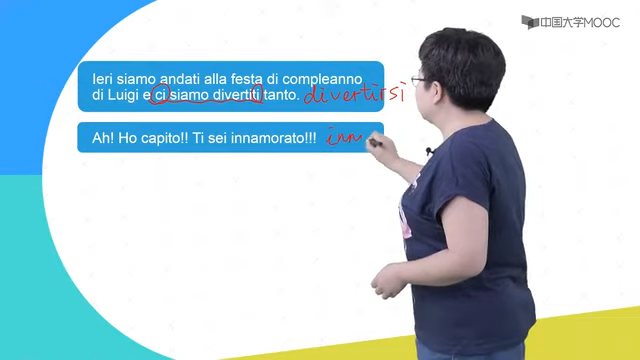 中国大学MOOC
Ieri siamo andati alla festa di compleanno
di Luigi e ci siamo divertiti tanto. divertirsi
Ah! Ho capito!! Ti sei innamorato!!! inn